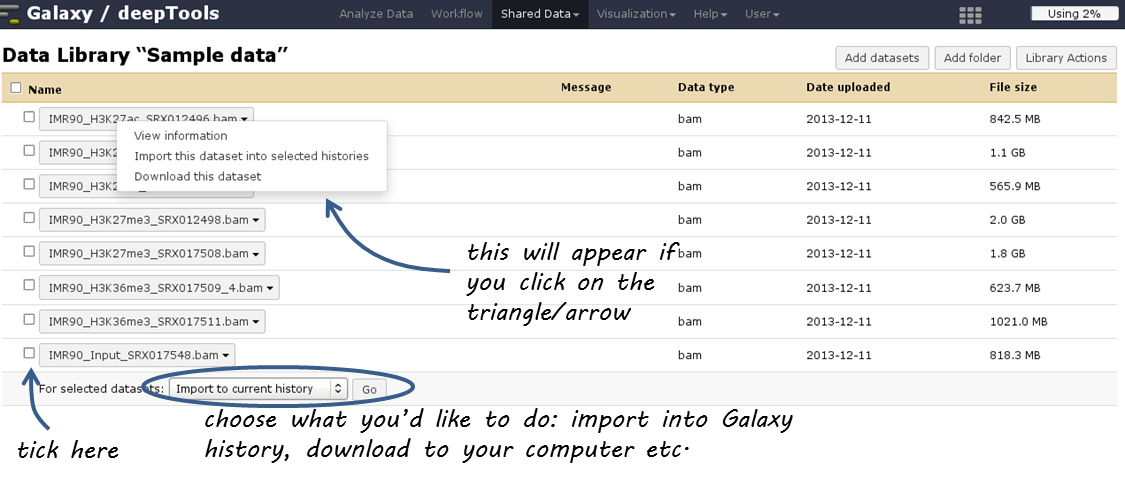 Galaxy / deepTools Analyze Data Workflow Shared Data Visualization Help User Using 2%
Data Library “Sample data” Add datasets Add folder Library Actions
Name Message Data type Date uploaded File size
IMR90_H3K27ac_SRX012496.bam bam 2013-12-11 842.5 MB
View information
IMR90_H3K2 bam 2013-12-11 1.1 GB
Import this dataset into selected histories
Download this dataset
IMR90_H3K2 bam 2013-12-11 565.9 MB
IMR90_H3K27me3_SRX012498.bam bam 2013-12-11 2.0 GB
IMR90_H3K27me3_SRX017508.bam bam 2013-12-11 1.8 GB
this will appear if
you click on the
triangle/arrow
IMR90_H3K36me3_SRX017509_4.bam bam 2013-12-11 623.7 MB
IMR90_H3K36me3_SRX017511.bam bam 2013-12-11 1021.0 MB
IMR90_Input_SRX017548.bam bam 2013-12-11 818.3 MB
For selected datasets: Import to current history Go
choose what you'd like to do: import into Galaxy
history, download to your computer etc.
tick here